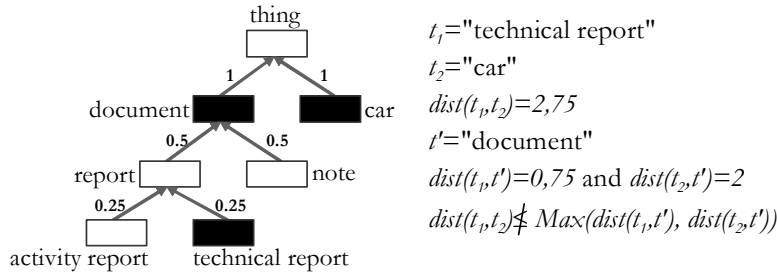 thing
1 1
document car
0.5 0.5
report note
0.25 0.25
activity report technical report
t₁="technical report"
t₂="car"
dist(t₁,t₂)=2,75
t'="document"
dist(t₁,t')=0,75 and dist(t₂,t')=2
dist(t₁,t₂)≰ Max(dist(t₁,t'), dist(t₂,t'))